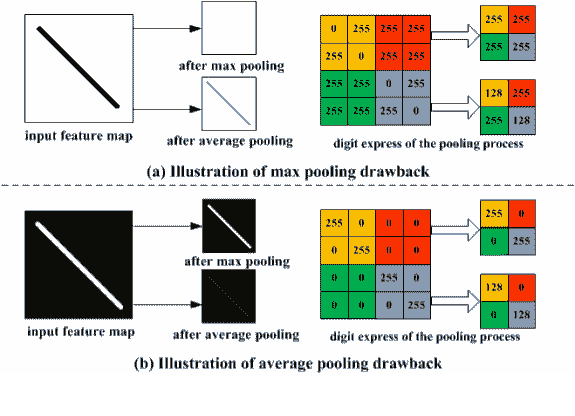 input feature map
after max pooling
after average pooling
0 255 255 255
255 0 255 255
255 255 0 255
255 255 255 0
255 255
255 255
128 255
255 128
digit express of the pooling process
(a) Illustration of max pooling drawback
input feature map
after max pooling
after average pooling
255 0 0 0
0 255 0 0
0 0 255 0
0 0 0 255
255 0
0 255
128 0
0 128
digit express of the pooling process
(b) Illustration of average pooling drawback